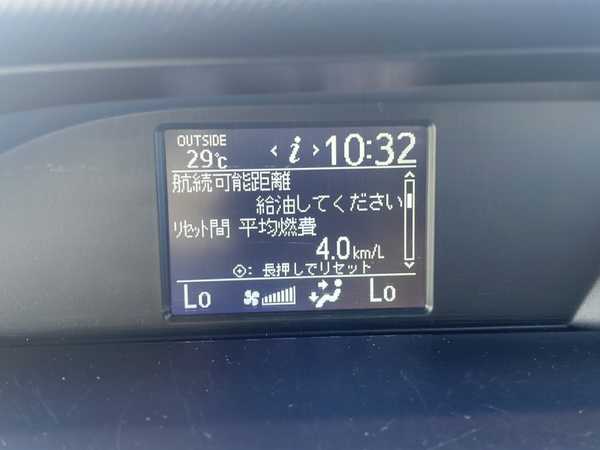 OUTSIDE
29℃
‹ i › 10:32
航続可能距離
給油してください
リセット間 平均燃費
4.0km/L
: 長押しでリセット
Lo Lo